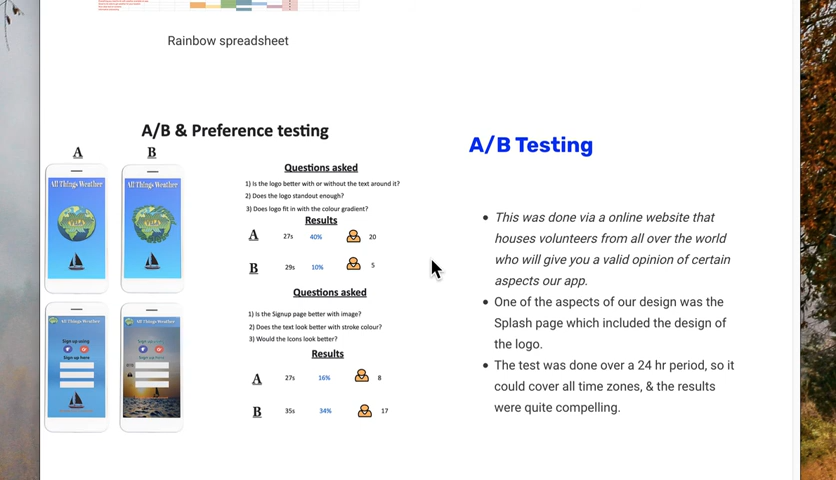 Rainbow spreadsheet
A/B & Preference testing
A
B
All Things Weather
All Things Weather
All Things Weather
Sign up using
Sign up here
All Things Weather
Questions asked
1) Is the logo better with or without the text around it?
2) Does the logo standout enough?
3) Does logo fit in with the colour gradient?
Results
A 27s 40% 20
B 29s 10% 5
Questions asked
1) Is the Signup page better with image?
2) Does the text look better with stroke colour?
3) Would the Icons look better?
Results
A 27s 16% 8
B 35s 34% 17
A/B Testing
This was done via a online website that
houses volunteers from all over the world
who will give you a valid opinion of certain
aspects our app.
One of the aspects of our design was the
Splash page which included the design of
the logo.
The test was done over a 24 hr period, so it
could cover all time zones, & the results
were quite compelling.